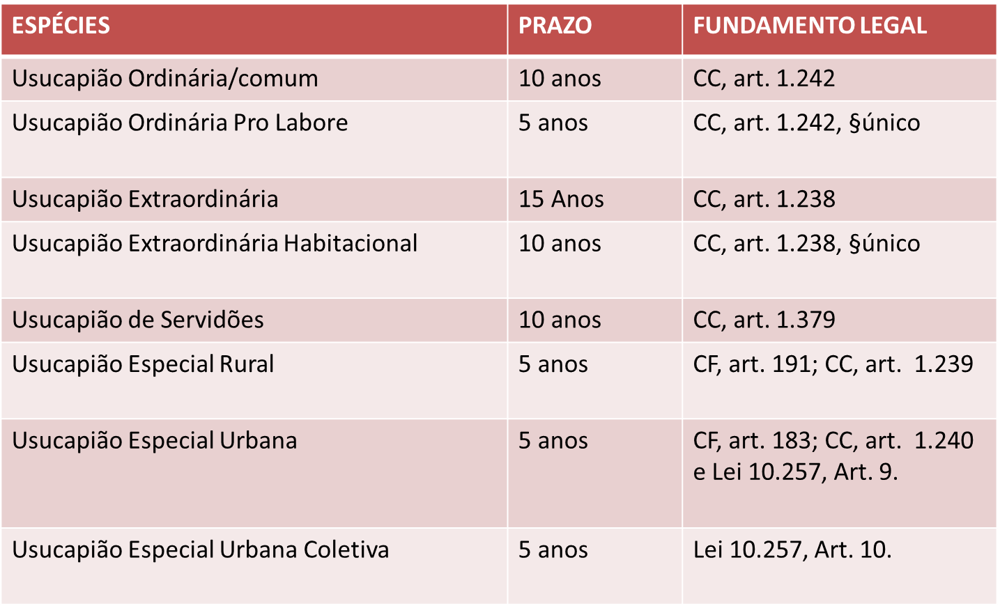 ESPÉCIES PRAZO FUNDAMENTO LEGAL
Usucapião Ordinária/comum 10 anos CC, art. 1.242
Usucapião Ordinária Pro Labore 5 anos CC, art. 1.242, §único
Usucapião Extraordinária 15 Anos CC, art. 1.238
Usucapião Extraordinária Habitacional 10 anos CC, art. 1.238, §único
Usucapião de Servidões 10 anos CC, art. 1.379
Usucapião Especial Rural 5 anos CF, art. 191; CC, art. 1.239
Usucapião Especial Urbana 5 anos CF, art. 183; CC, art. 1.240
e Lei 10.257, Art. 9.
Usucapião Especial Urbana Coletiva 5 anos Lei 10.257, Art. 10.